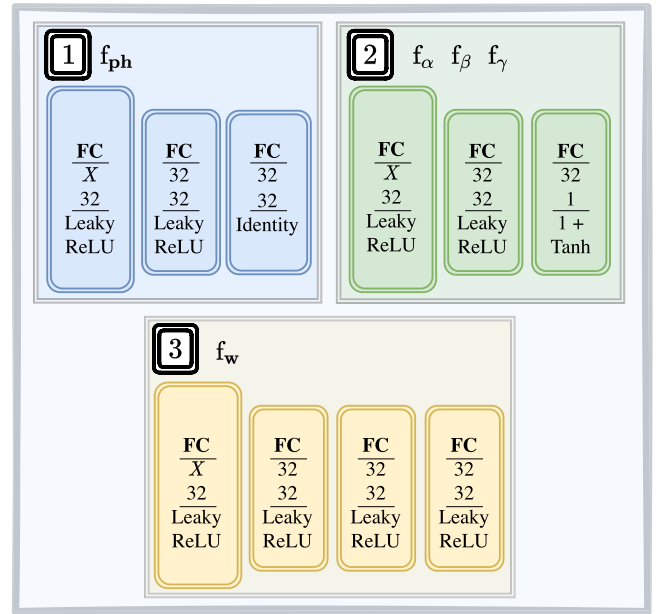 1 f_ph
FC
X
32
Leaky
ReLU
FC
32
32
Leaky
ReLU
FC
32
32
Identity
2 f_α f_β f_γ
FC
X
32
Leaky
ReLU
FC
32
32
Leaky
ReLU
FC
32
1
1 +
Tanh
3 f_w
FC
X
32
Leaky
ReLU
FC
32
32
Leaky
ReLU
FC
32
32
Leaky
ReLU
FC
32
32
Leaky
ReLU